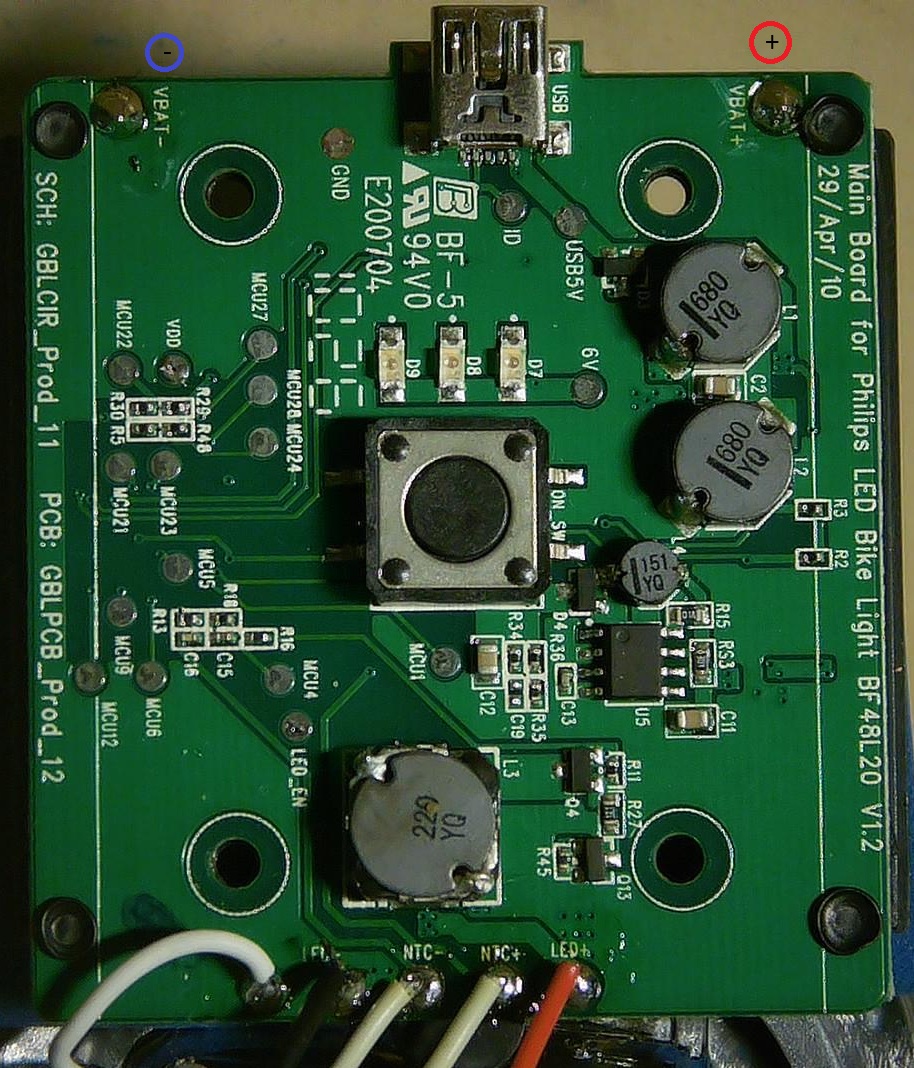 -
+
VBAT-
USB
VBAT+
GND
ID
USB5V
E200704
94V0
BF-5
Main Board for Philips LED Bike Light BF48L20 V1.2
29/Apr/10
SCH: GBLCIR_Prod_11 PCB: GBLPCB_Prod_12
680
YQ
L1
MCU27
MCU22
VDD
D9
D8
D7
6V
C2
MCU28
MCU24
R30
R5
R29
R48
680
YQ
L2
MCU21
MCU23
ON_SW
R3
R2
MCU5
151
YQ
D4
R18
R13
R16
C16
C15
MCU9
MCU12
MCU6
MCU4
MCU1
R34
R36
C12
C19
R35
C13
R15
R53
U5
C11
LED_EN
L3
220
YQ
R11
Q4
R27
R45
Q13
NTC-
NTC+
LED+